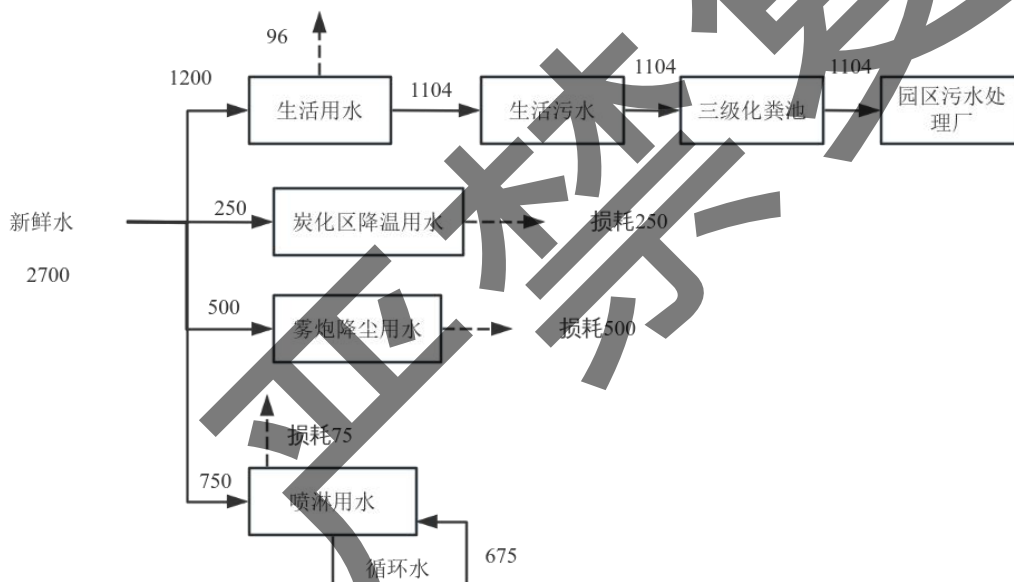 96
1200
生活用水
1104
生活污水
1104
三级化粪池
1104
园区污水处
理厂
新鲜水
2700
250
炭化区降温用水
损耗250
500
雾炮降尘用水
损耗500
损耗75
750
喷淋用水
循环水
675